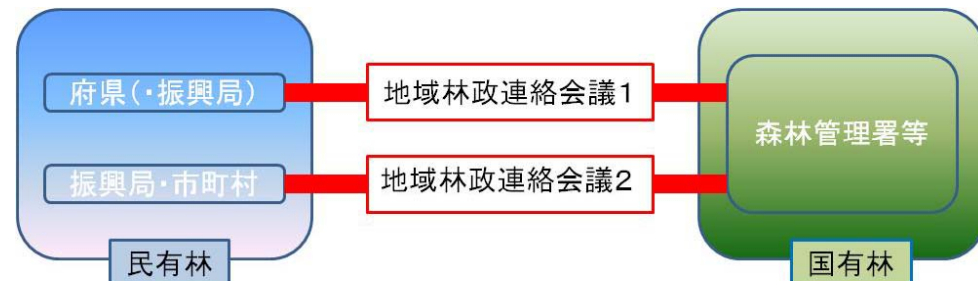 府県(・振興局)
地域林政連絡会議1
森林管理署等
振興局・市町村
地域林政連絡会議2
民有林
国有林